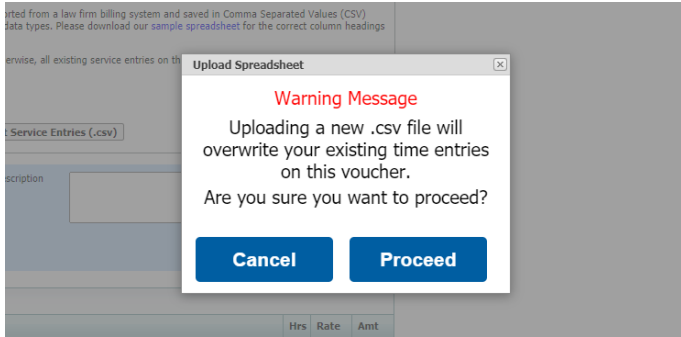 orted from a law firm billing system and saved in Comma Separated Values (CSV)
data types. Please download our sample spreadsheet for the correct column headings
erwise, all existing service entries on th
Upload Spreadsheet
Warning Message
Uploading a new .csv file will
overwrite your existing time entries
on this voucher.
Are you sure you want to proceed?
t Service Entries (.csv)
scription
Cancel Proceed
Hrs Rate Amt